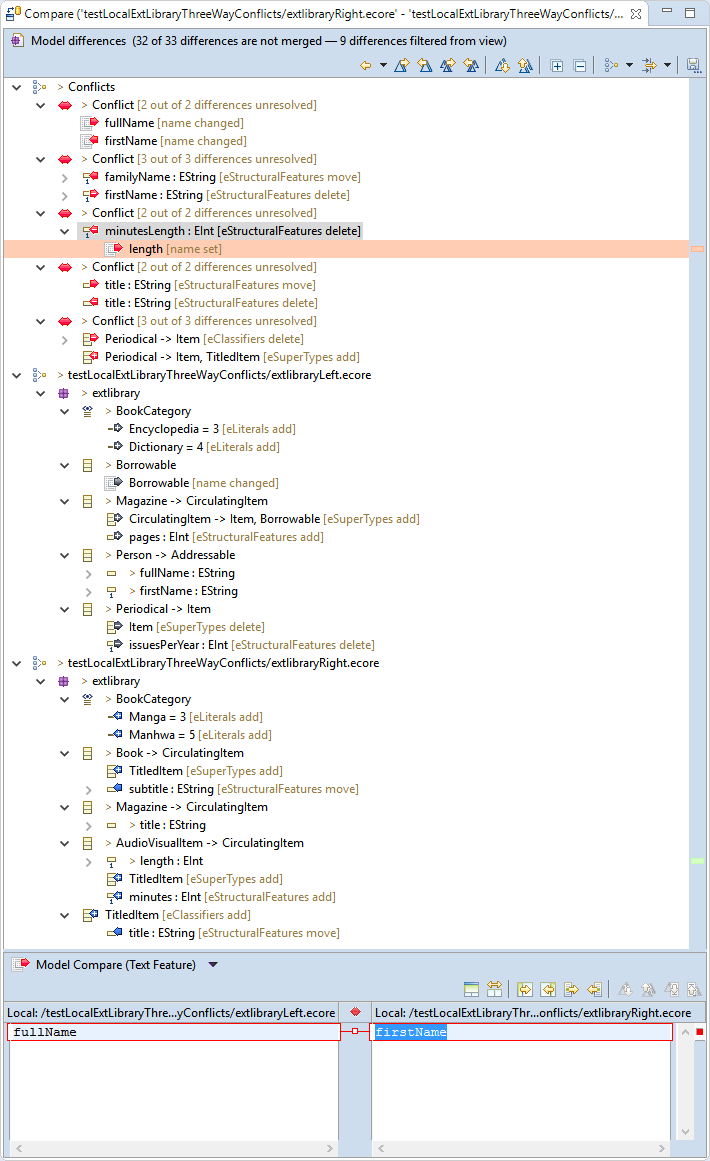 Compare ('testLocalExtLibraryThreeWayConflicts/extlibraryRight.ecore' - 'testLocalExtLibraryThreeWayConflicts/...
Model differences (32 of 33 differences are not merged — 9 differences filtered from view)
> Conflicts
> Conflict [2 out of 2 differences unresolved]
fullName [name changed]
firstName [name changed]
> Conflict [3 out of 3 differences unresolved]
familyName : EString [eStructuralFeatures move]
firstName : EString [eStructuralFeatures delete]
> Conflict [2 out of 2 differences unresolved]
minutesLength : EInt [eStructuralFeatures delete]
length [name set]
> Conflict [2 out of 2 differences unresolved]
title : EString [eStructuralFeatures move]
title : EString [eStructuralFeatures delete]
> Conflict [3 out of 3 differences unresolved]
Periodical -> Item [eClassifiers delete]
Periodical -> Item, TitledItem [eSuperTypes add]
> testLocalExtLibraryThreeWayConflicts/extlibraryLeft.ecore
> extlibrary
> BookCategory
Encyclopedia = 3 [eLiterals add]
Dictionary = 4 [eLiterals add]
> Borrowable
Borrowable [name changed]
> Magazine -> CirculatingItem
CirculatingItem -> Item, Borrowable [eSuperTypes add]
pages : EInt [eStructuralFeatures add]
> Person -> Addressable
> fullName : EString
> firstName : EString
> Periodical -> Item
Item [eSuperTypes delete]
issuesPerYear : EInt [eStructuralFeatures delete]
> testLocalExtLibraryThreeWayConflicts/extlibraryRight.ecore
> extlibrary
> BookCategory
Manga = 3 [eLiterals add]
Manhwa = 5 [eLiterals add]
> Book -> CirculatingItem
TitledItem [eSuperTypes add]
subtitle : EString [eStructuralFeatures move]
> Magazine -> CirculatingItem
> title : EString
> AudioVisualItem -> CirculatingItem
> length : EInt
TitledItem [eSuperTypes add]
minutes : EInt [eStructuralFeatures add]
TitledItem [eClassifiers add]
title : EString [eStructuralFeatures move]
Model Compare (Text Feature)
Local: /testLocalExtLibraryThre...yConflicts/extlibraryLeft.ecore
Local: /testLocalExtLibraryThr...onflicts/extlibraryRight.ecore
fullName
firstName